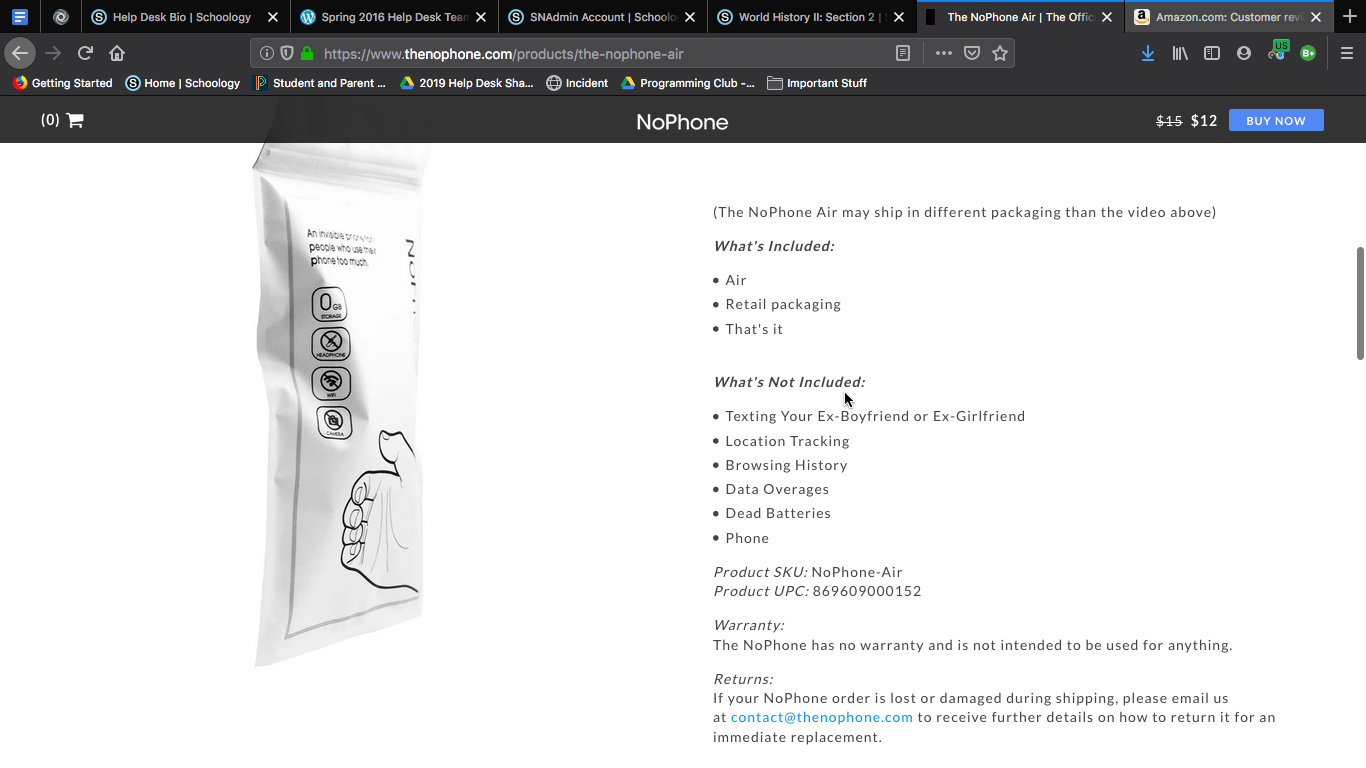 Help Desk Bio | Schoology
Spring 2016 Help Desk Tear
SNAdmin Account | Schoolo
World History II: Section 2 |
The NoPhone Air | The Offic
Amazon.com: Customer revi
https://www.thenophone.com/products/the-nophone-air
US
B+
Getting Started
Home | Schoology
Student and Parent ...
2019 Help Desk Sha...
Incident
Programming Club -...
Important Stuff
(0)
NoPhone
$15 $12
BUY NOW
An invisible phone for
people who use their
phone too much.
0 GB
STORAGE
HEADPHONE
WIFI
CAMERA
(The NoPhone Air may ship in different packaging than the video above)
What's Included:
• Air
• Retail packaging
• That's it
What's Not Included:
• Texting Your Ex-Boyfriend or Ex-Girlfriend
• Location Tracking
• Browsing History
• Data Overages
• Dead Batteries
• Phone
Product SKU: NoPhone-Air
Product UPC: 869609000152
Warranty:
The NoPhone has no warranty and is not intended to be used for anything.
Returns:
If your NoPhone order is lost or damaged during shipping, please email us
at contact@thenophone.com to receive further details on how to return it for an
immediate replacement.